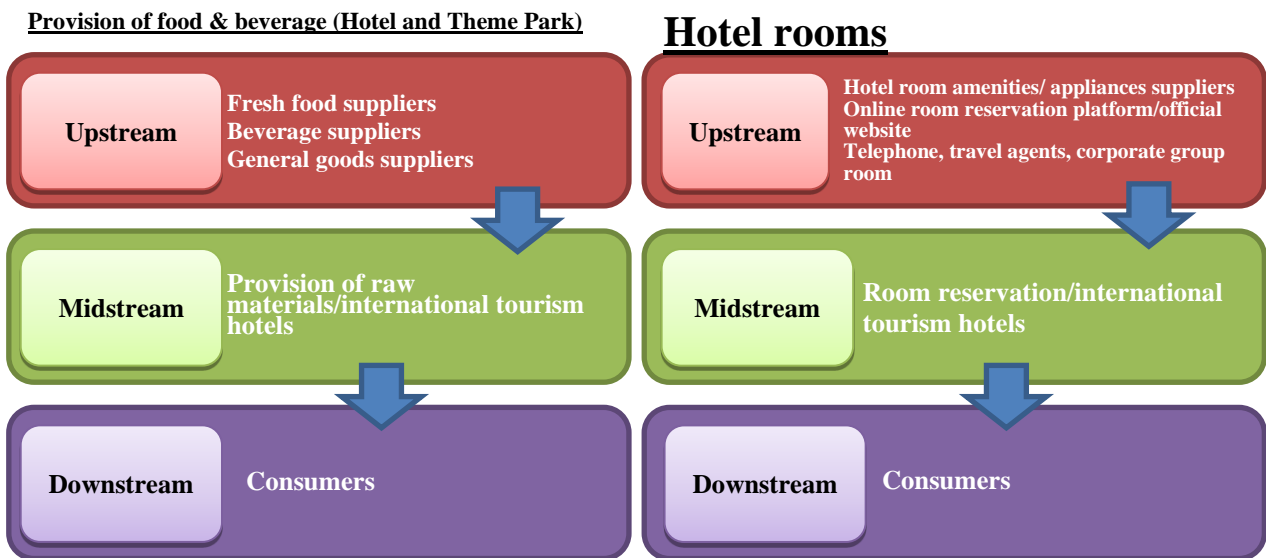 Provision of food & beverage (Hotel and Theme Park)
Upstream
Fresh food suppliers
Beverage suppliers
General goods suppliers
Midstream
Provision of raw
materials/international tourism
hotels
Downstream
Consumers
Hotel rooms
Upstream
Hotel room amenities/ appliances suppliers
Online room reservation platform/official
website
Telephone, travel agents, corporate group
room
Midstream
Room reservation/international
tourism hotels
Downstream
Consumers